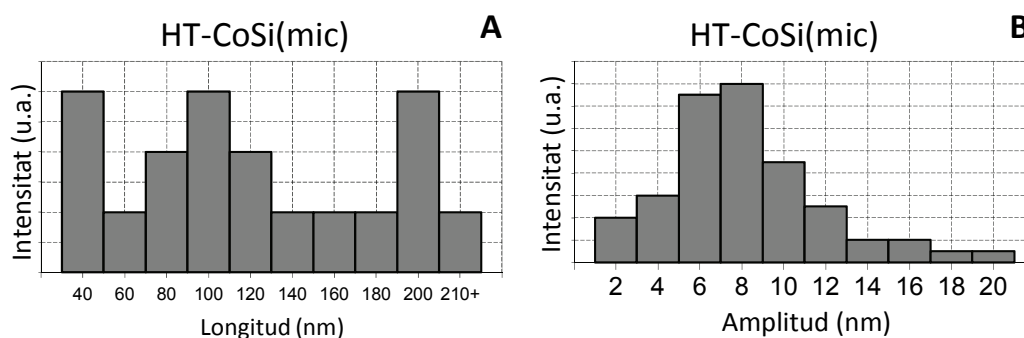 HT-CoSi(mic)
A
Intensitat (u.a.)
40 60 80 100 120 140 160 180 200 210+
Longitud (nm)
HT-CoSi(mic)
B
Intensitat (u.a.)
2 4 6 8 10 12 14 16 18 20
Amplitud (nm)